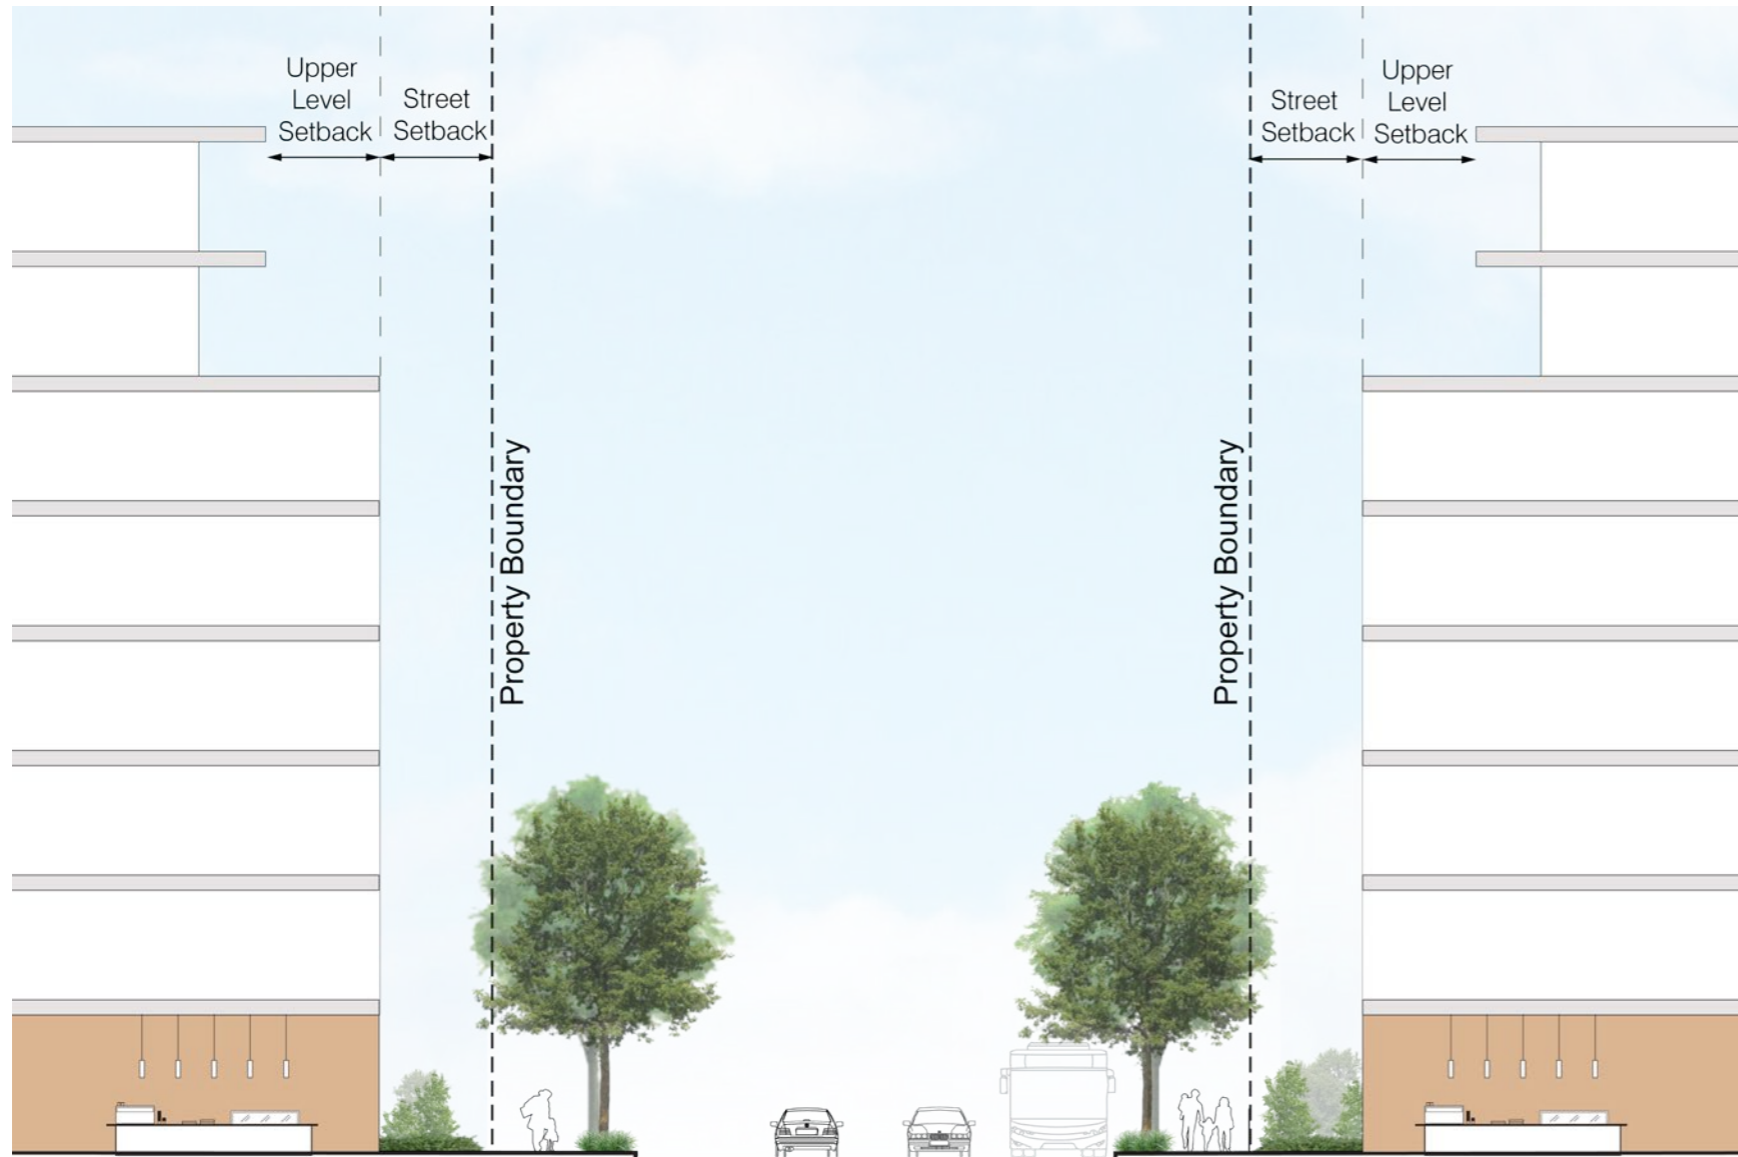 Upper
Level
Setback
Street
Setback
Street
Setback
Upper
Level
Setback
Property Boundary
Property Boundary